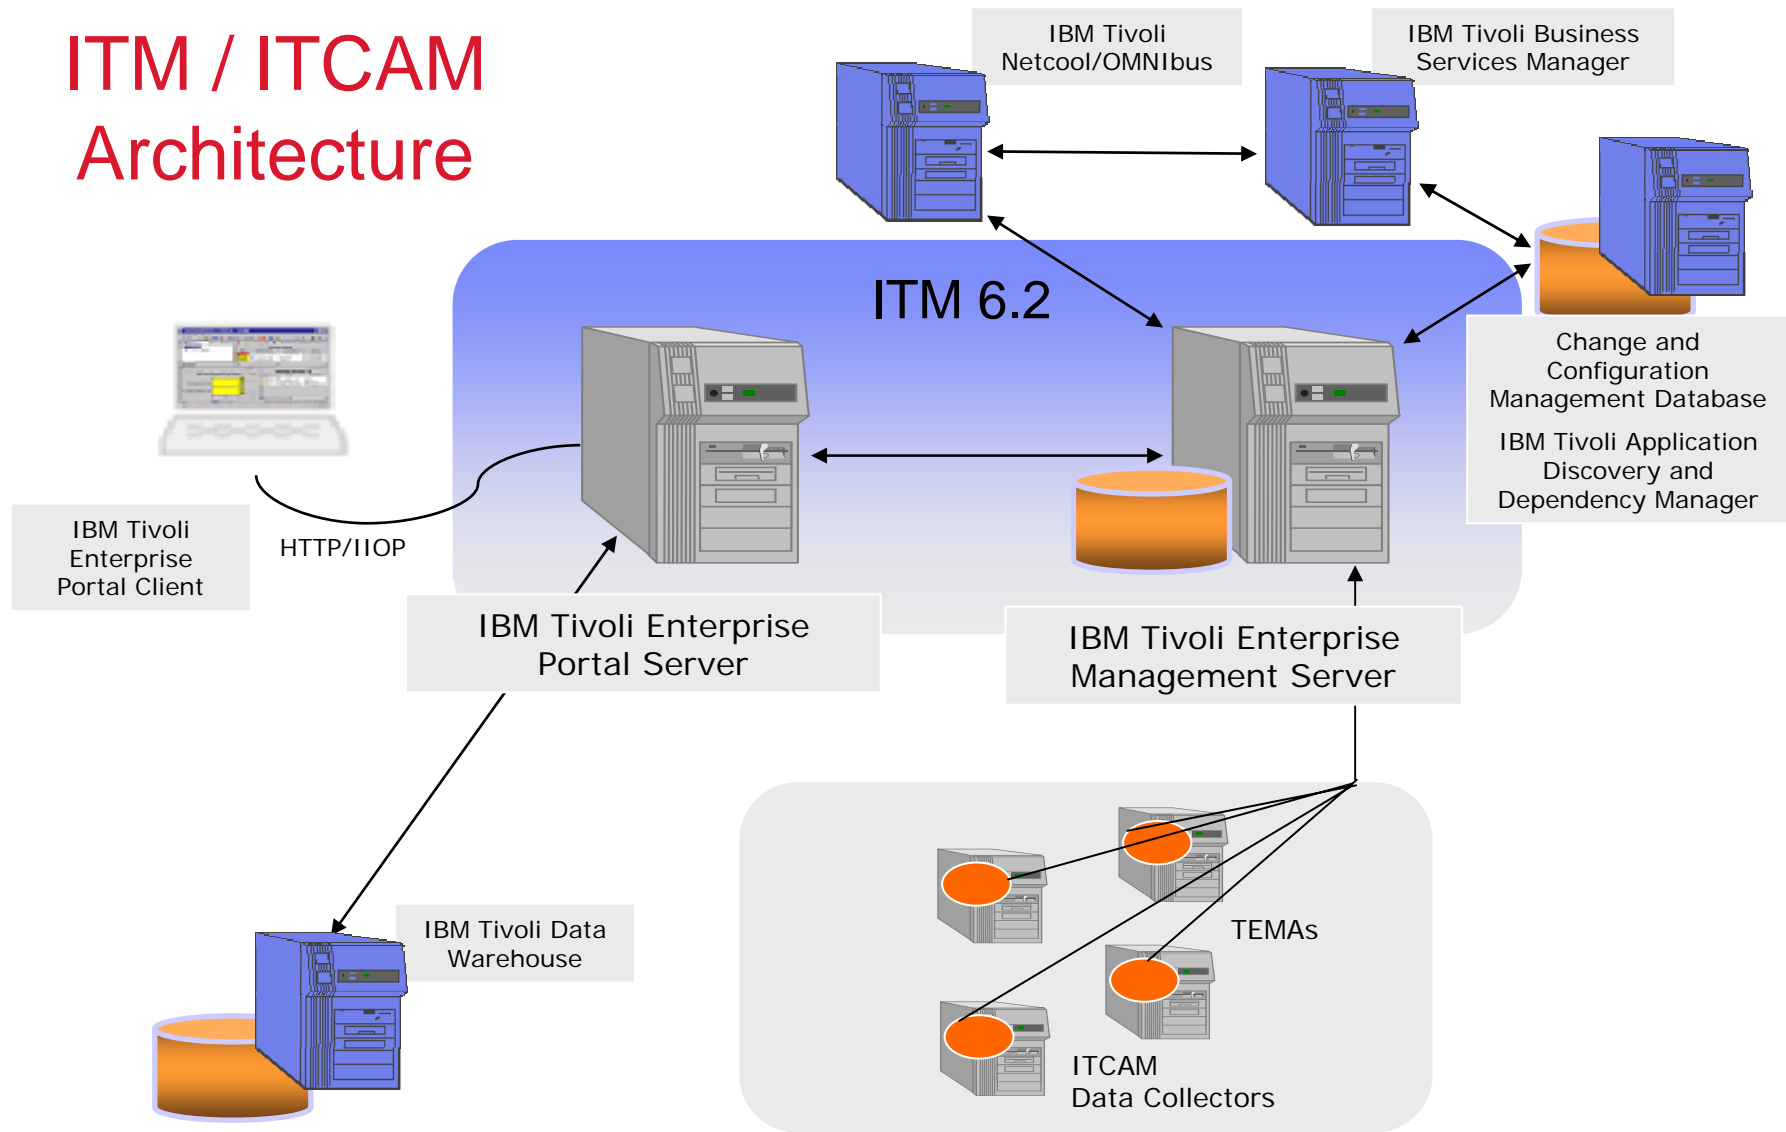 ITM / ITCAM
Architecture
IBM Tivoli
Netcool/OMNIbus
IBM Tivoli Business
Services Manager
ITM 6.2
Change and
Configuration
Management Database
IBM Tivoli Application
Discovery and
Dependency Manager
IBM Tivoli
Enterprise
Portal Client
HTTP/IIOP
IBM Tivoli Enterprise
Portal Server
IBM Tivoli Enterprise
Management Server
IBM Tivoli Data
Warehouse
TEMAs
ITCAM
Data Collectors